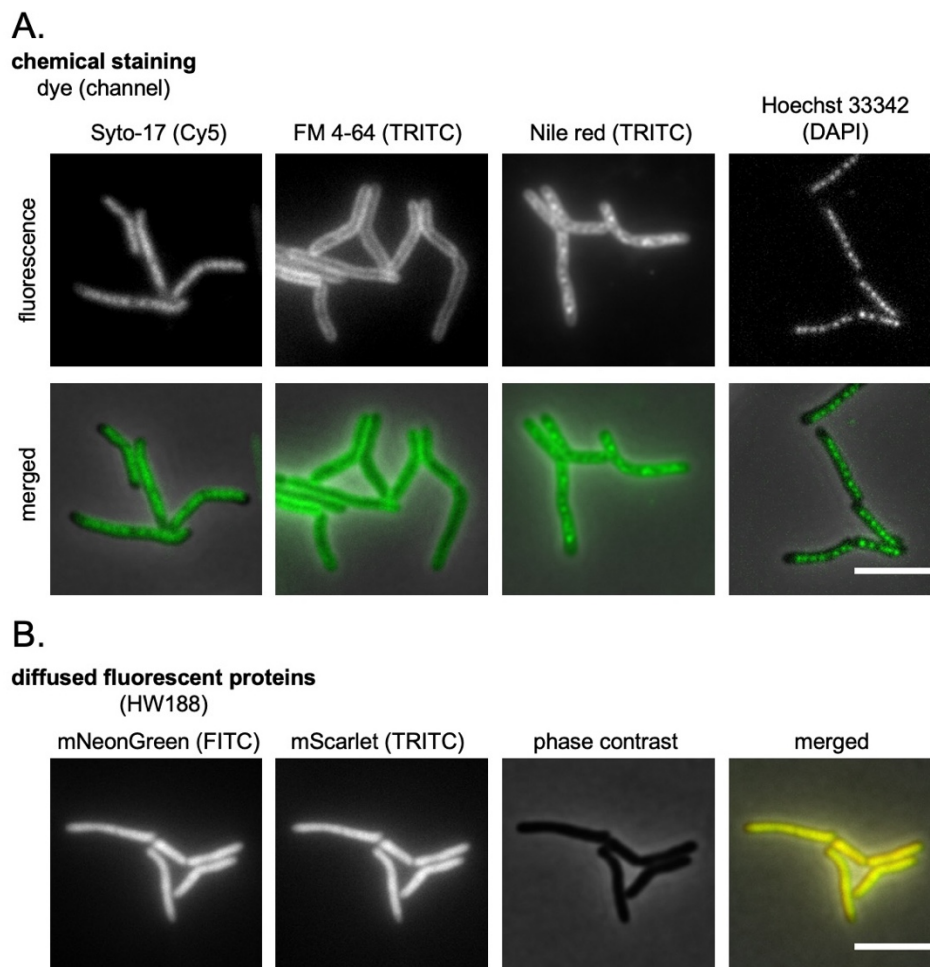 A.
chemical staining
dye (channel)
Syto-17 (Cy5)
FM 4-64 (TRITC)
Nile red (TRITC)
Hoechst 33342
(DAPI)
fluorescence
merged
B.
diffused fluorescent proteins
(HW188)
mNeonGreen (FITC)
mScarlet (TRITC)
phase contrast
merged